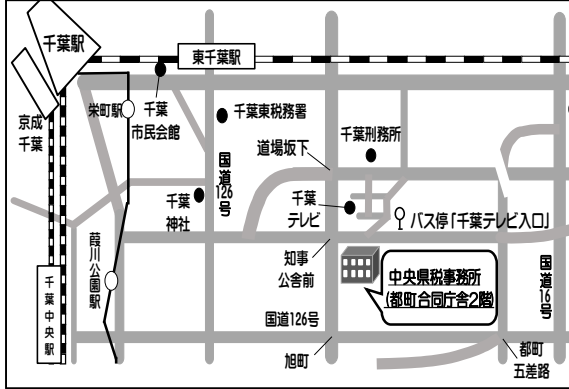 千葉駅
東千葉駅
京成
千葉
栄町駅
千葉
市民会館
千葉東税務署
国道126号
道場坂下
千葉刑務所
千葉
神社
千葉
テレビ
バス停「千葉テレビ入口」
葭川公園駅
知事
公舎前
中央県税事務所
(都町合同庁舎2階)
国道16号
千葉中央駅
国道126号
旭町
都町
五差路